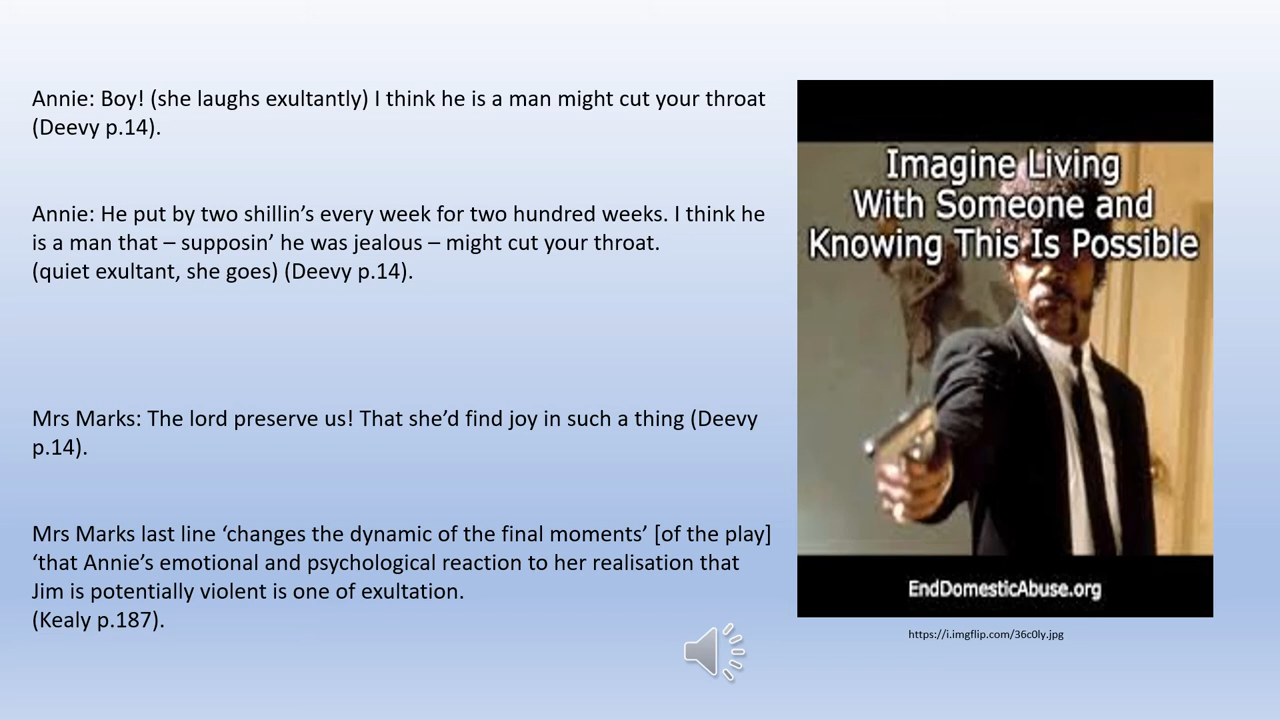 Annie: Boy! (she laughs exultantly) I think he is a man might cut your throat
(Deevy p.14).
Annie: He put by two shillin’s every week for two hundred weeks. I think he
is a man that – supposin’ he was jealous – might cut your throat.
(quiet exultant, she goes) (Deevy p.14).
Mrs Marks: The lord preserve us! That she’d find joy in such a thing (Deevy
p.14).
Mrs Marks last line ‘changes the dynamic of the final moments’ [of the play]
‘that Annie’s emotional and psychological reaction to her realisation that
Jim is potentially violent is one of exultation.
(Kealy p.187).
Imagine Living
With Someone and
Knowing This Is Possible
EndDomesticAbuse.org
https://i.imgflip.com/36c0ly.jpg